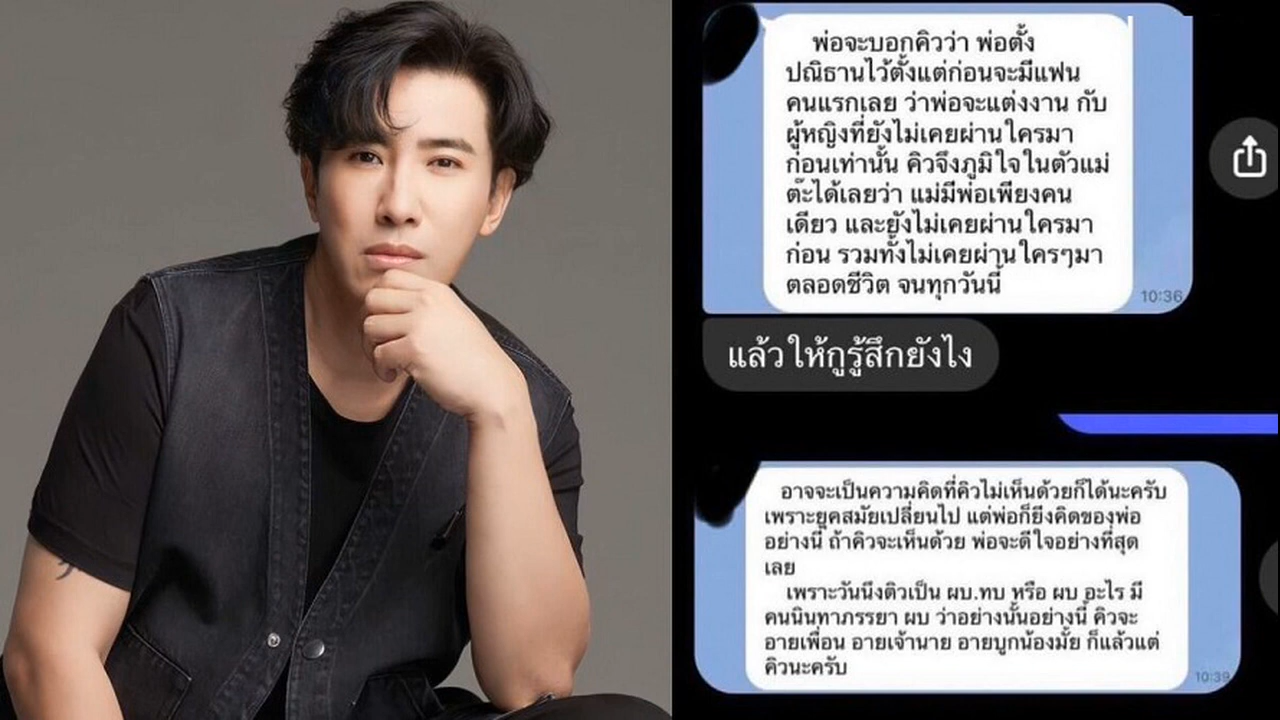 พ่อจะบอกคิวว่า พ่อตั้ง
ปณิธานไว้ตั้งแต่ก่อนจะมีแฟน
คนแรกเลย ว่าพ่อจะแต่งงาน กับ
ผู้หญิงที่ยังไม่เคยผ่านใครมา
ก่อนเท่านั้น คิวจึงภูมิใจในตัวแม่
ต๊ะได้เลยว่า แม่มีพ่อเพียงคน
เดียว และยังไม่เคยผ่านใครมา
ก่อน รวมทั้งไม่เคยผ่านใครๆมา
ตลอดชีวิต จนทุกวันนี้
10:36
แล้วให้กูรู้สึกยังไง
อาจจะเป็นความคิดที่คิวไม่เห็นด้วยก็ได้นะครับ
เพราะยุคสมัยเปลี่ยนไป แต่พ่อก็ยีงคิดของพ่อ
อย่างนี้ ถ้าคิวจะเห็นด้วย พ่อจะดีใจอย่างที่สุด
เลย
เพราะวันนึงติวเป็น ผบ.ทบ หรือ ผบ อะไร มี
คนนินทาภรรยา ผบ ว่าอย่างนั้นอย่างนี้ คิวจะ
อายเพื่อน อายเจ้านาย อายบูกน้องมั้ย ก็แล้วแต่
คิวนะครับ
10:39